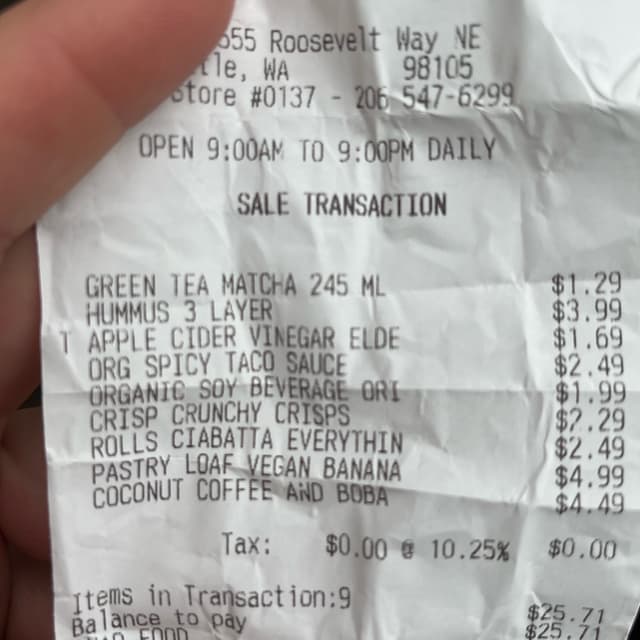 555 Roosevelt Way NE
tle, WA 98105
Store #0137 - 206 547-6299
OPEN 9:00AM TO 9:00PM DAILY
SALE TRANSACTION
GREEN TEA MATCHA 245 ML $1.29
HUMMUS 3 LAYER $3.99
T APPLE CIDER VINEGAR ELDE $1.69
ORG SPICY TACO SAUCE $2.49
ORGANIC SOY BEVERAGE ORI $1.99
CRISP CRUNCHY CRISPS $2.29
ROLLS CIABATTA EVERYTHIN $2.49
PASTRY LOAF VEGAN BANANA $4.99
COCONUT COFFEE AND BOBA $4.49
Tax: $0.00 @ 10.25% $0.00
Items in Transaction:9 $25.71
Balance to pay $25.71
FOOD